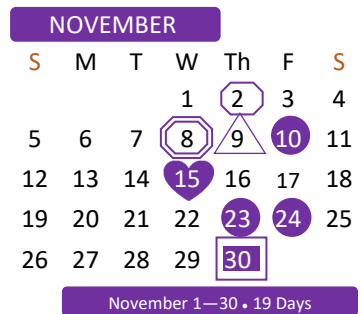 NOVEMBER
S M T W Th F S
1 2 3 4
5 6 7 8 9 10 11
12 13 14 15 16 17 18
19 20 21 22 23 24 25
26 27 28 29 30
November 1—30 • 19 Days